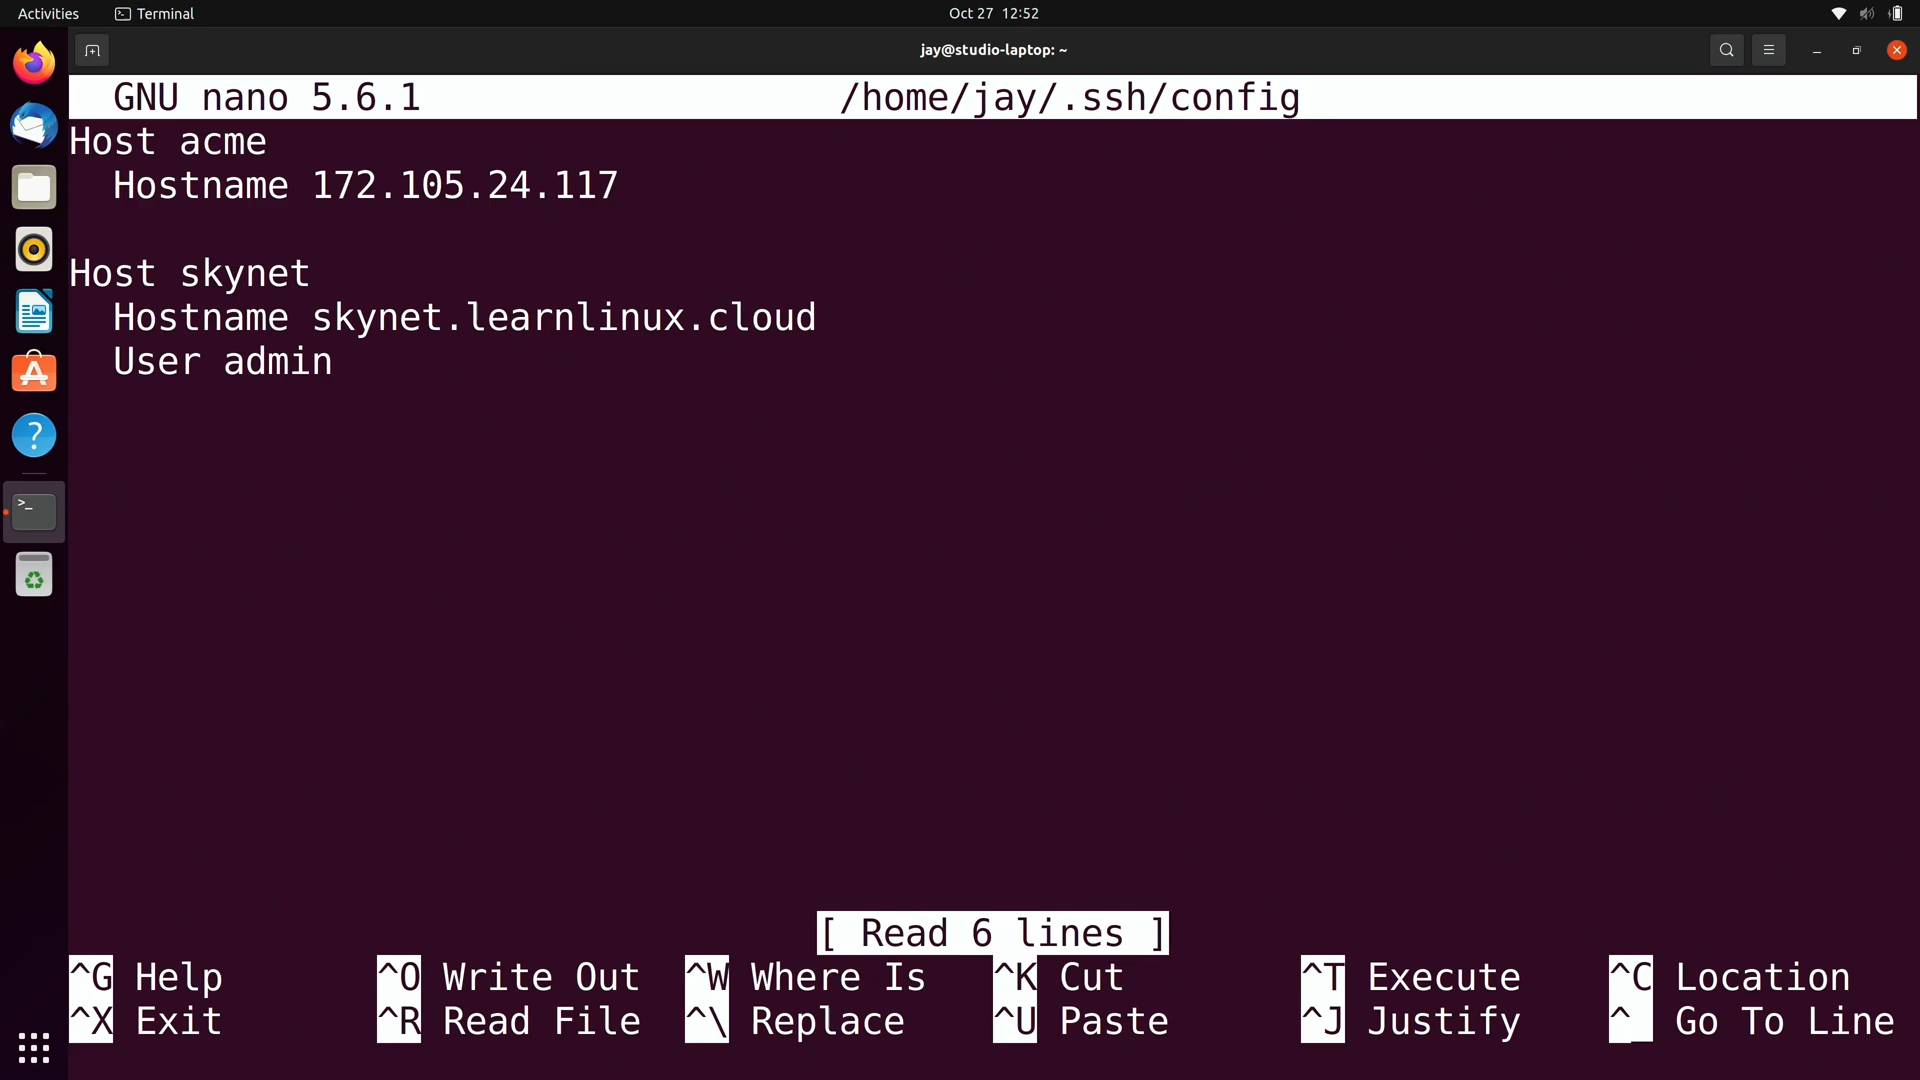 Activities Terminal Oct 27 12:52
jay@studio-laptop: ~
GNU nano 5.6.1 /home/jay/.ssh/config
Host acme
  Hostname 172.105.24.117

Host skynet
  Hostname skynet.learnlinux.cloud
  User admin
[ Read 6 lines ]
^G Help ^O Write Out ^W Where Is ^K Cut ^T Execute ^C Location
^X Exit ^R Read File ^\ Replace ^U Paste ^J Justify ^_ Go To Line